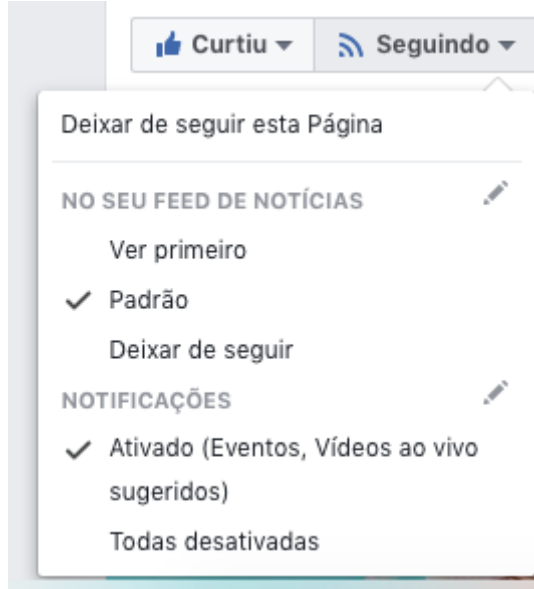 Curtiu Seguindo
Deixar de seguir esta Página
NO SEU FEED DE NOTÍCIAS
Ver primeiro
Padrão
Deixar de seguir
NOTIFICAÇÕES
Ativado (Eventos, Vídeos ao vivo
sugeridos)
Todas desativadas